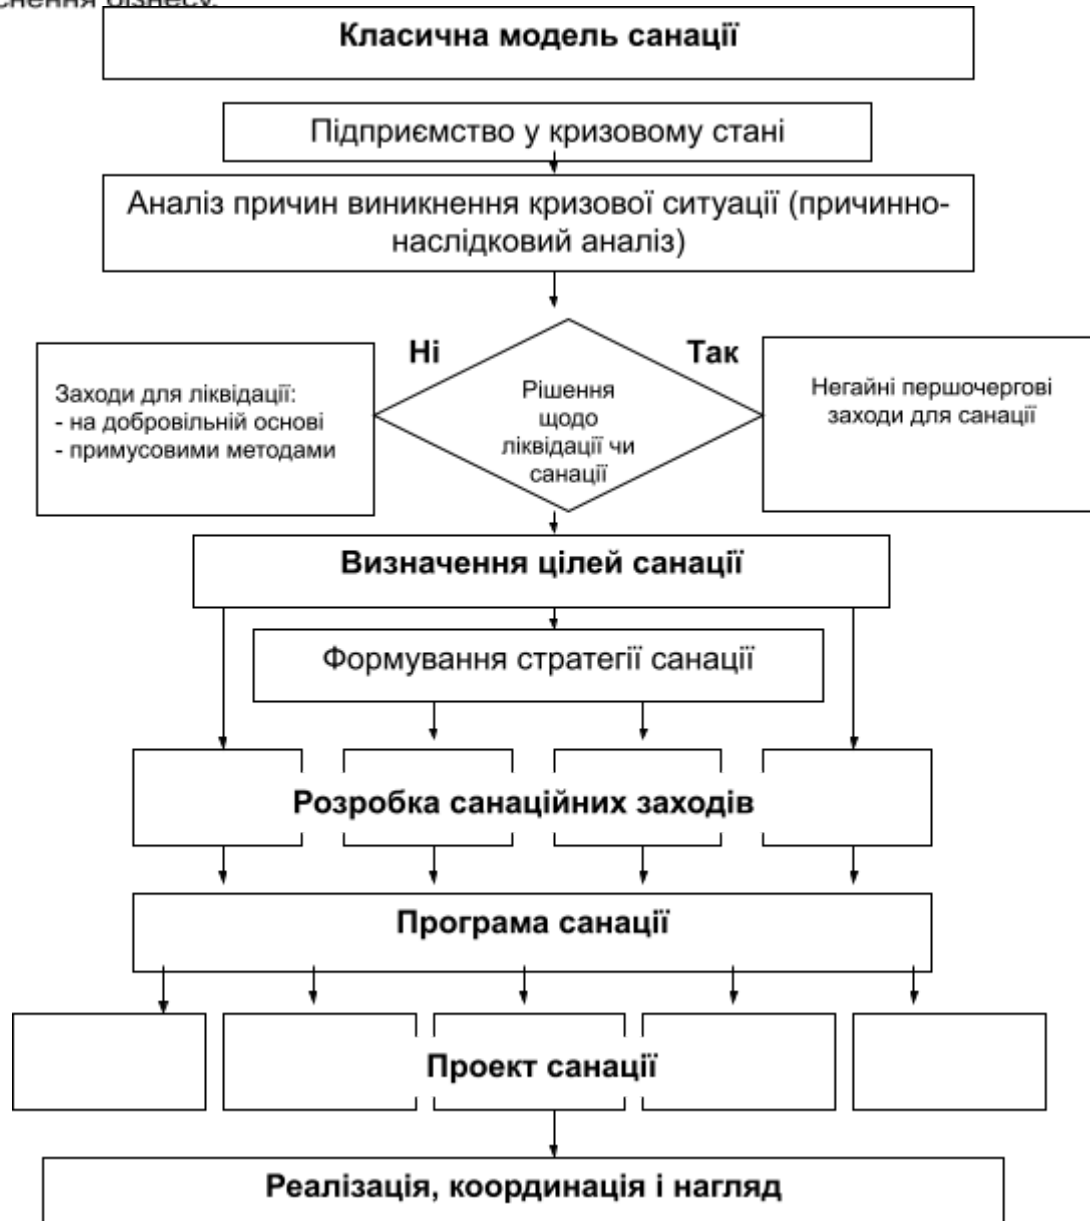 бізнесу.
Класична модель санації
Підприємство у кризовому стані
Аналіз причин виникнення кризової ситуації (причинно-
наслідковий аналіз)
Ні
Так
Заходи для ліквідації:
- на добровільній основі
- примусовими методами
Рішення
щодо
ліквідації чи
санації
Негайні першочергові
заходи для санації
Визначення цілей санації
Формування стратегії санації
Розробка санаційних заходів
Програма санації
Проект санації
Реалізація, координація і нагляд